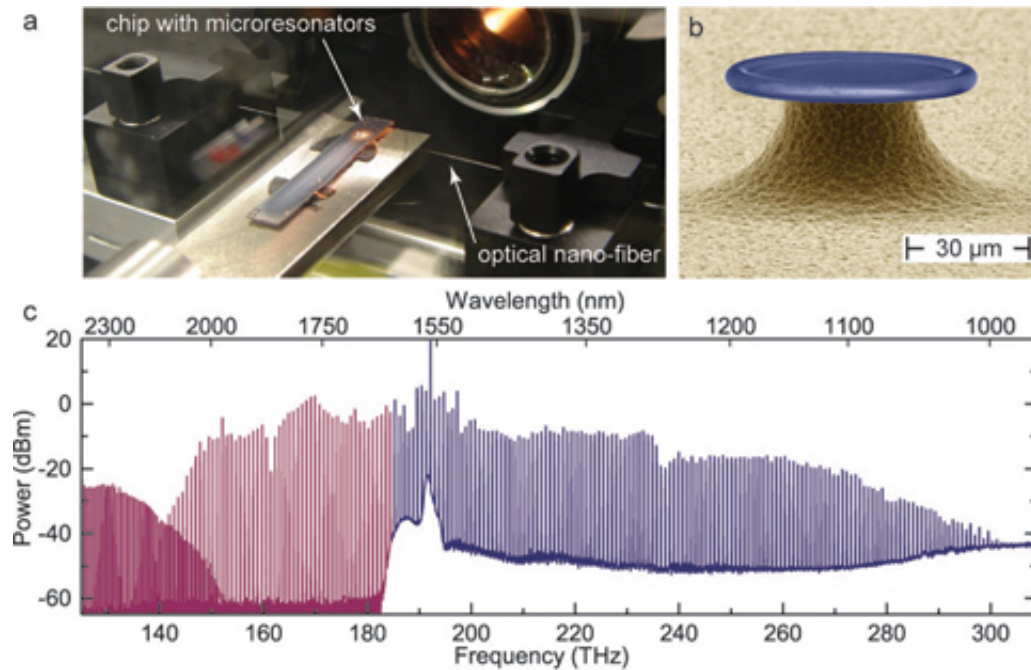 a
chip with microresonators
optical nano-fiber
b
30 µm
c
Wavelength (nm)
2300 2000 1750 1550 1350 1200 1100 1000
20
0
-20
-40
-60
Power (dBm)
140 160 180 200 220 240 260 280 300
Frequency (THz)